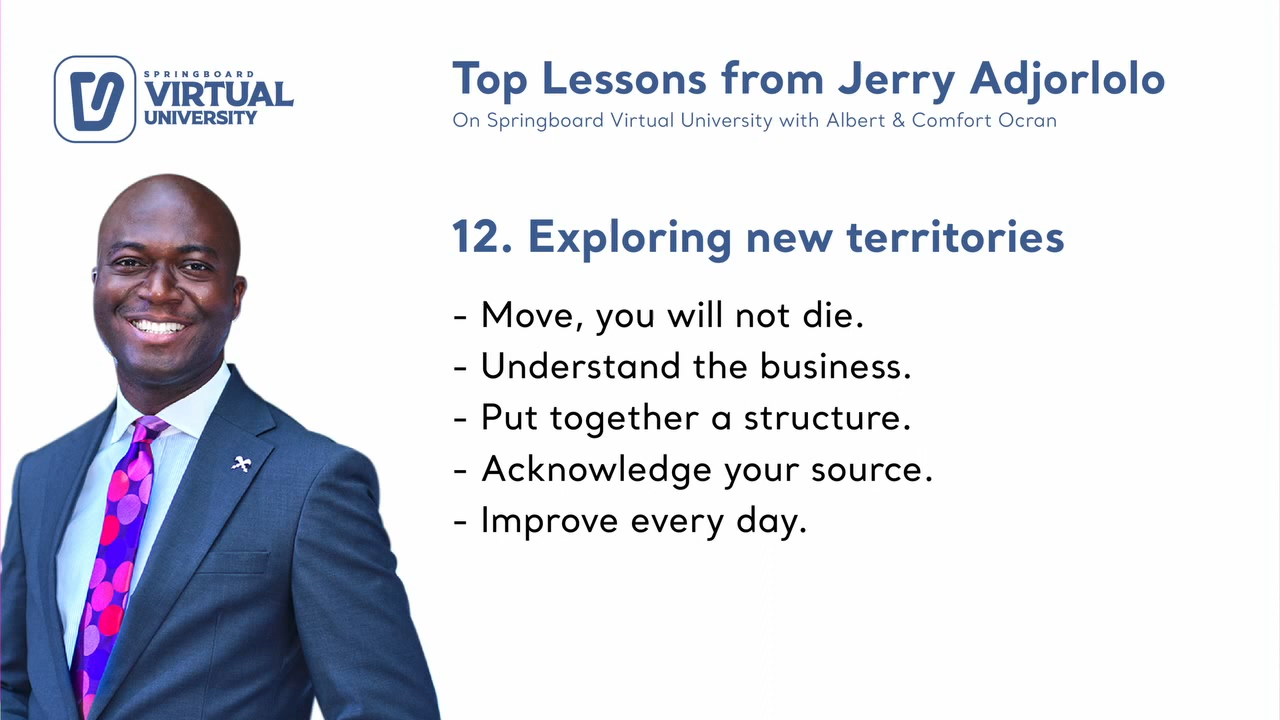 SPRINGBOARD
VIRTUAL
UNIVERSITY
Top Lessons from Jerry Adjorlolo
On Springboard Virtual University with Albert & Comfort Ocran
12. Exploring new territories
- Move, you will not die.
- Understand the business.
- Put together a structure.
- Acknowledge your source.
- Improve every day.